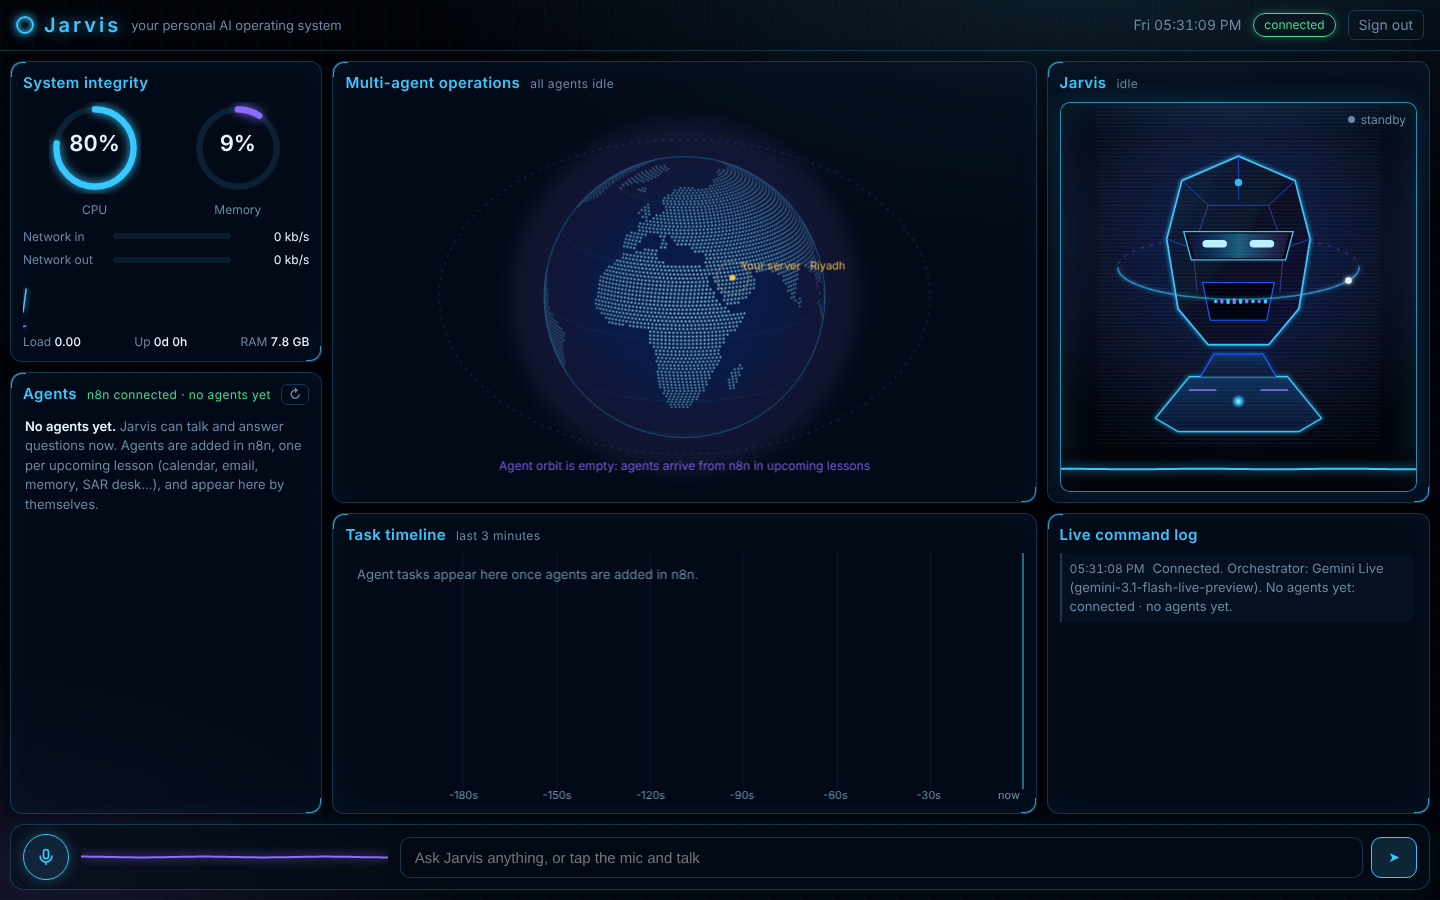 Jarvis your personal AI operating system
Fri 05:31:09 PM connected Sign out
System integrity
80% 9%
CPU Memory
Network in 0 kb/s
Network out 0 kb/s
Load 0.00 Up 0d 0h RAM 7.8 GB
Agents n8n connected · no agents yet
No agents yet. Jarvis can talk and answer
questions now. Agents are added in n8n, one
per upcoming lesson (calendar, email,
memory, SAR desk...), and appear here by
themselves.
Multi-agent operations all agents idle
Your server · Riyadh
Agent orbit is empty: agents arrive from n8n in upcoming lessons
Task timeline last 3 minutes
Agent tasks appear here once agents are added in n8n.
-180s -150s -120s -90s -60s -30s now
Jarvis idle
standby
Live command log
05:31:08 PM Connected. Orchestrator: Gemini Live
(gemini-3.1-flash-live-preview). No agents yet:
connected · no agents yet.
Ask Jarvis anything, or tap the mic and talk